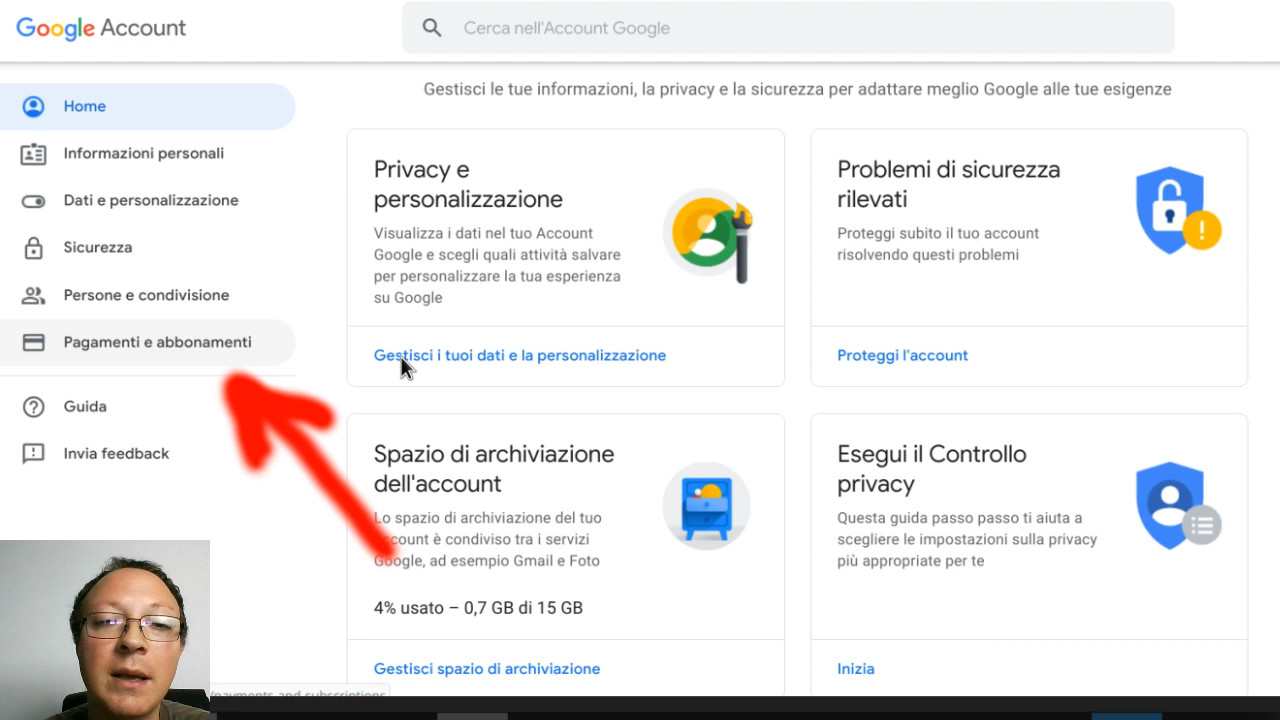 Google Account
Cerca nell'Account Google
Home
Informazioni personali
Dati e personalizzazione
Sicurezza
Persone e condivisione
Pagamenti e abbonamenti
Guida
Invia feedback
Gestisci le tue informazioni, la privacy e la sicurezza per adattare meglio Google alle tue esigenze
Privacy e
personalizzazione
Visualizza i dati nel tuo Account
Google e scegli quali attività salvare
per personalizzare la tua esperienza
su Google
Gestisci i tuoi dati e la personalizzazione
Problemi di sicurezza
rilevati
Proteggi subito il tuo account
risolvendo questi problemi
Proteggi l'account
Spazio di archiviazione
dell'account
Lo spazio di archiviazione del tuo
account è condiviso tra i servizi
Google, ad esempio Gmail e Foto
4% usato – 0,7 GB di 15 GB
Gestisci spazio di archiviazione
Esegui il Controllo
privacy
Questa guida passo passo ti aiuta a
scegliere le impostazioni sulla privacy
più appropriate per te
Inizia
/payments-and-subscriptions